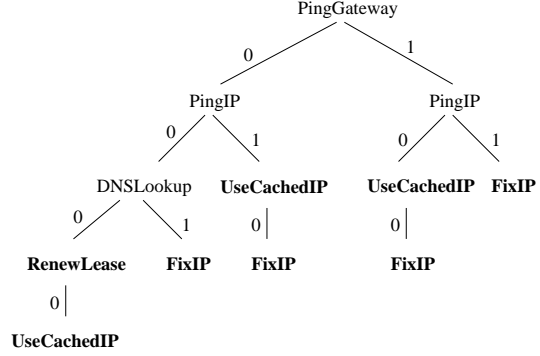 PingGateway
0 1
PingIP PingIP
0 1 0 1
DNSLookup UseCachedIP UseCachedIP FixIP
0 1 0 0
RenewLease FixIP FixIP FixIP
0
UseCachedIP